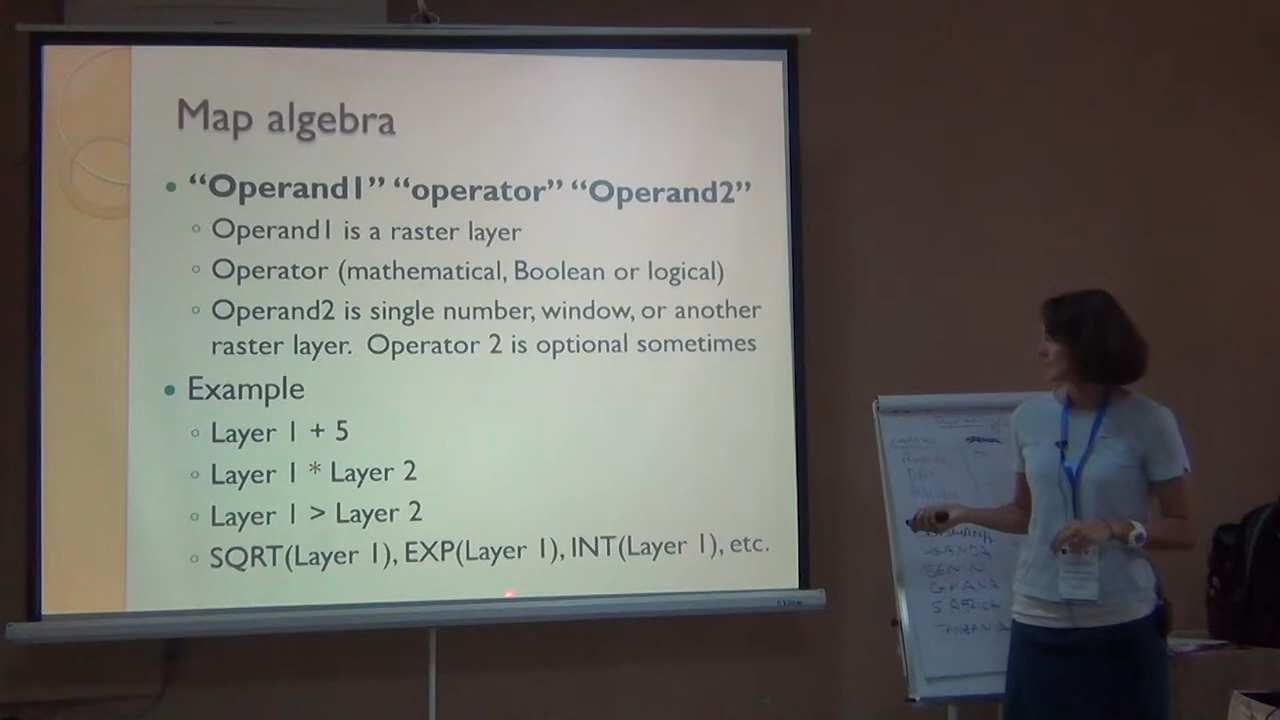 Map algebra
• “Operand1” “operator” “Operand2”
◦ Operand1 is a raster layer
◦ Operator (mathematical, Boolean or logical)
◦ Operand2 is single number, window, or another
raster layer. Operator 2 is optional sometimes
• Example
◦ Layer 1 + 5
◦ Layer 1 * Layer 2
◦ Layer 1 > Layer 2
◦ SQRT(Layer 1), EXP(Layer 1), INT(Layer 1), etc.
BENIN